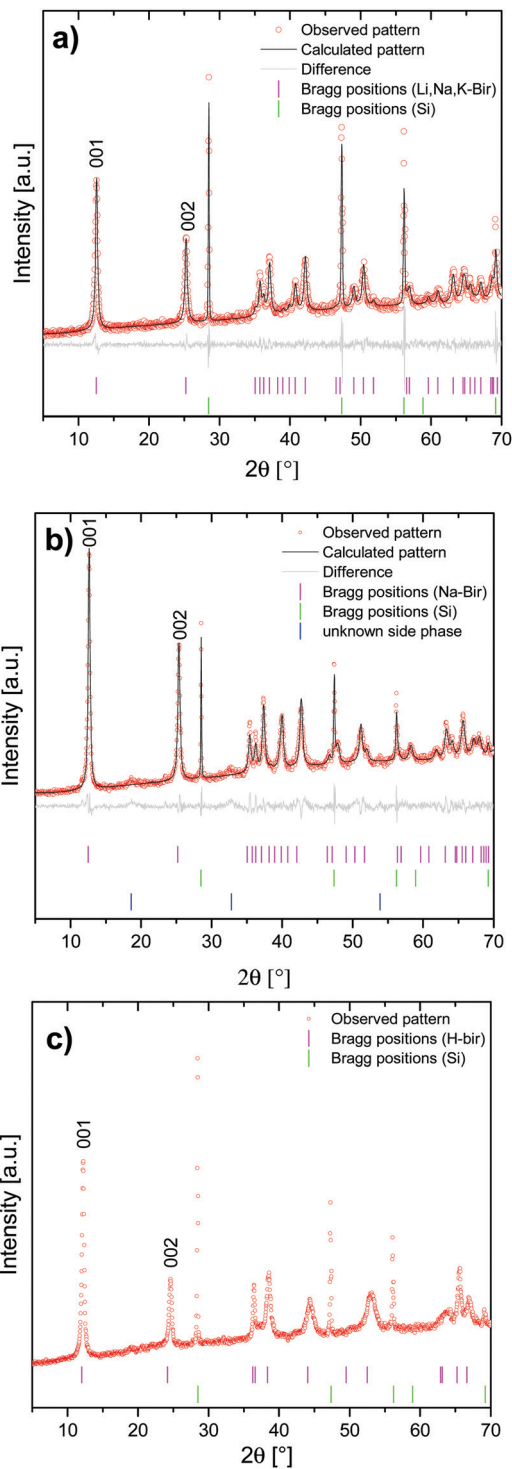 a)
Observed pattern
Calculated pattern
Difference
Bragg positions (Li,Na,K-Bir)
Bragg positions (Si)
001
002
Intensity [a.u.]
10 20 30 40 50 60 70
2θ [°]
b)
Observed pattern
Calculated pattern
Difference
Bragg positions (Na-Bir)
Bragg positions (Si)
unknown side phase
001
002
Intensity [a.u.]
10 20 30 40 50 60 70
2θ [°]
c)
Observed pattern
Bragg positions (H-bir)
Bragg positions (Si)
001
002
Intensity [a.u.]
10 20 30 40 50 60 70
2θ [°]